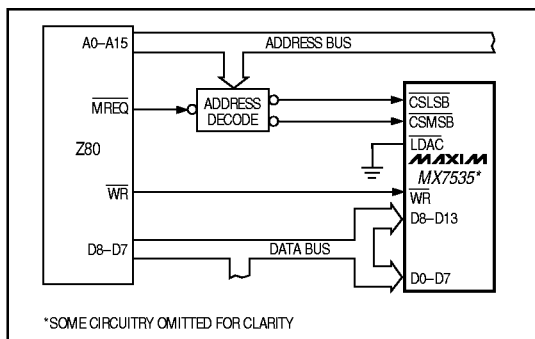 A0–A15
ADDRESS BUS
MREQ
ADDRESS
DECODE
CSLSB
CSMSB
LDAC
Z80
MAXIM
MX7535*
WR
WR
D8–D13
D8–D7
DATA BUS
D0–D7
*SOME CIRCUITRY OMITTED FOR CLARITY